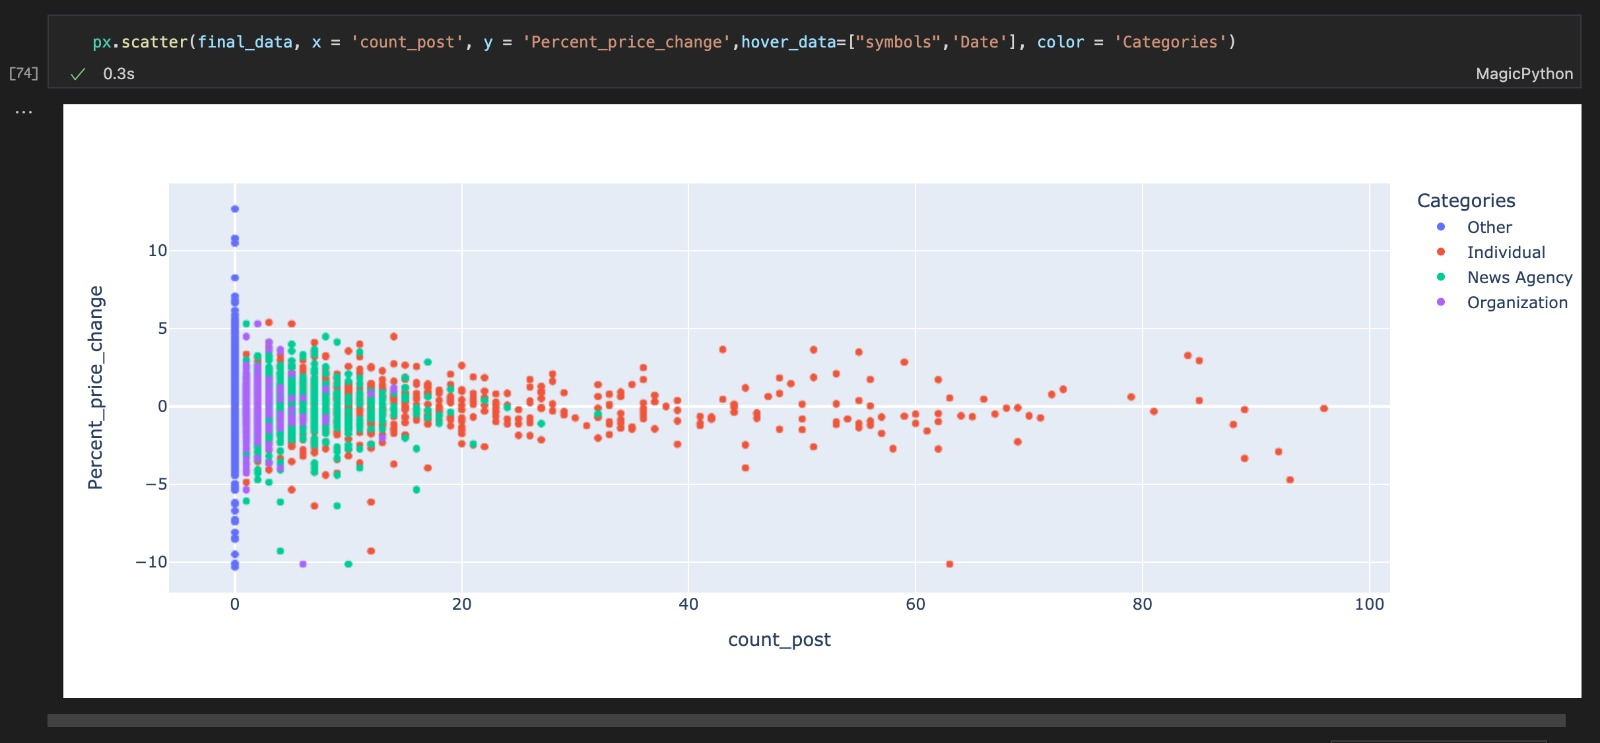 px.scatter(final_data, x = 'count_post', y = 'Percent_price_change',hover_data=["symbols",'Date'], color = 'Categories')
[74]
0.3s
MagicPython
...
Categories
Other
Individual
News Agency
Organization
Percent_price_change
10
5
0
−5
−10
0
20
40
60
80
100
count_post